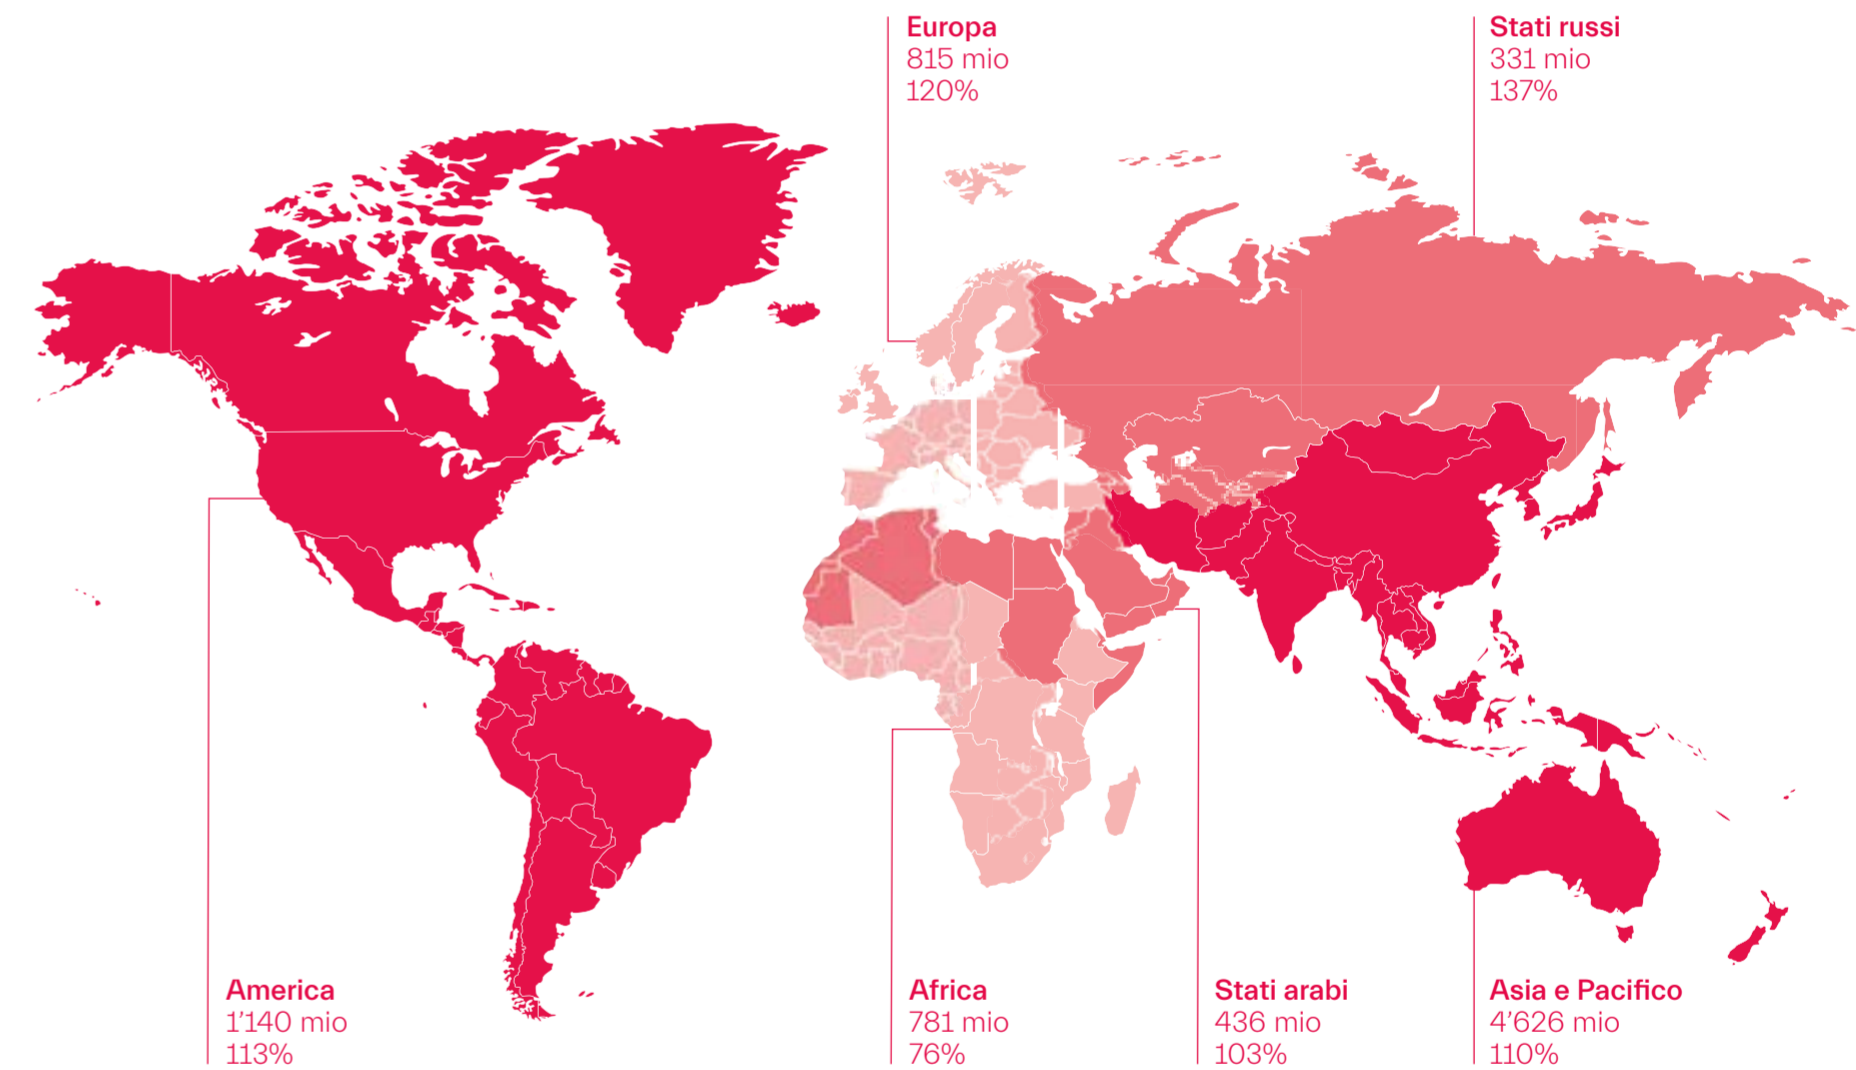 Europa
815 mio
120%
Stati russi
331 mio
137%
America
1’140 mio
113%
Africa
781 mio
76%
Stati arabi
436 mio
103%
Asia e Pacifico
4’626 mio
110%